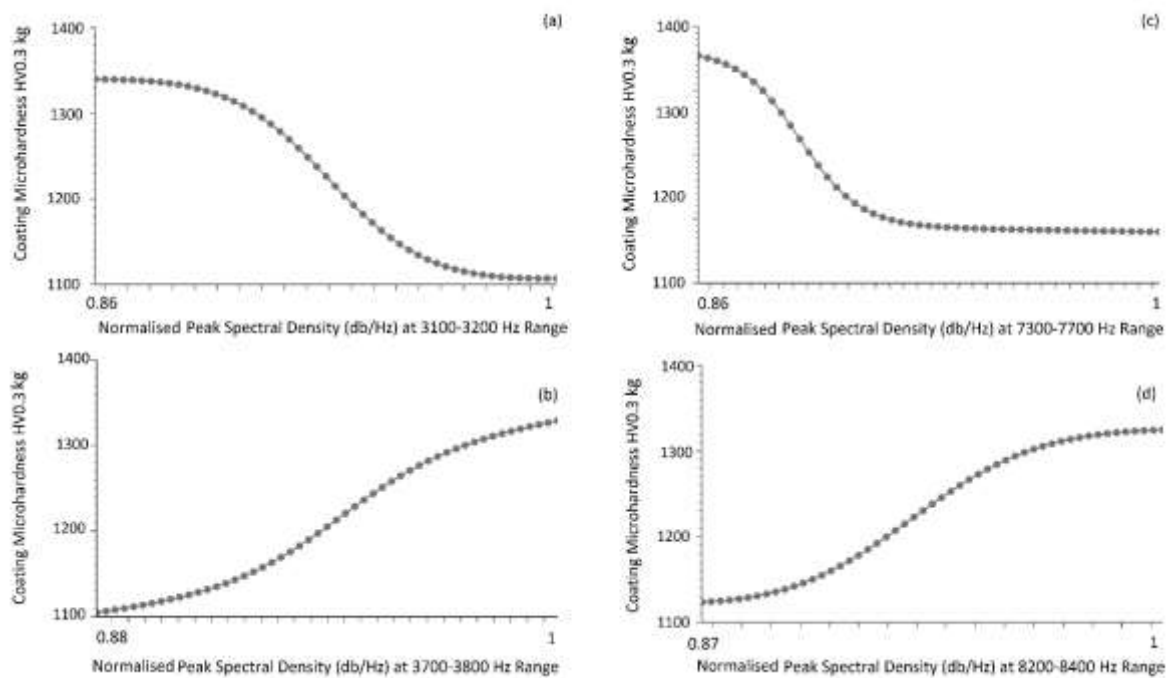 (a)
Coating Microhardness HV0.3 kg
1400
1300
1200
1100
0.86
1
Normalised Peak Spectral Density (db/Hz) at 3100-3200 Hz Range
(c)
Coating Microhardness HV0.3 kg
1400
1300
1200
1100
0.86
1
Normalised Peak Spectral Density (db/Hz) at 7300-7700 Hz Range
(b)
Coating Microhardness HV0.3 kg
1400
1300
1200
1100
0.88
1
Normalised Peak Spectral Density (db/Hz) at 3700-3800 Hz Range
(d)
Coating Microhardness HV0.3 kg
1400
1300
1200
1100
0.87
1
Normalised Peak Spectral Density (db/Hz) at 8200-8400 Hz Range